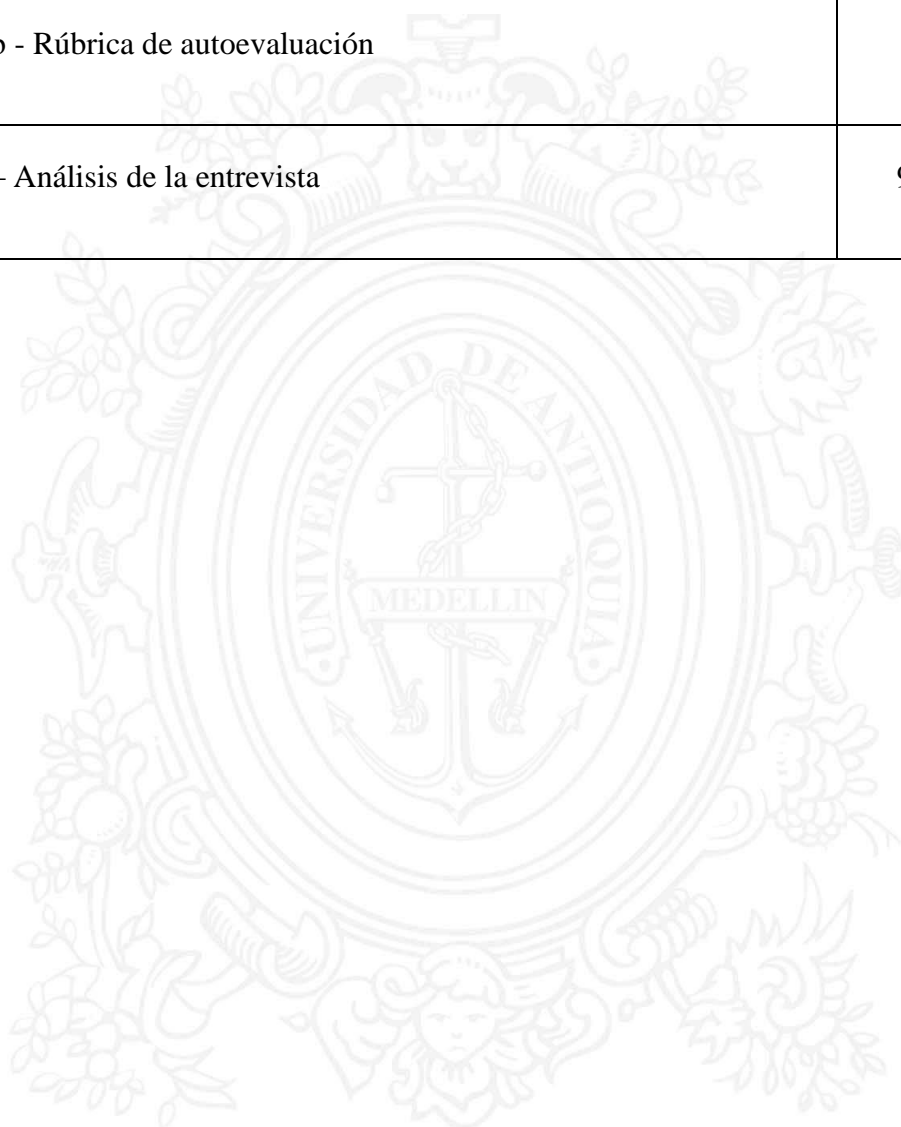 - Rúbrica de autoevaluación
– Análisis de la entrevista
UNIVERSIDAD DE ANTIOQUIA
MEDELLIN